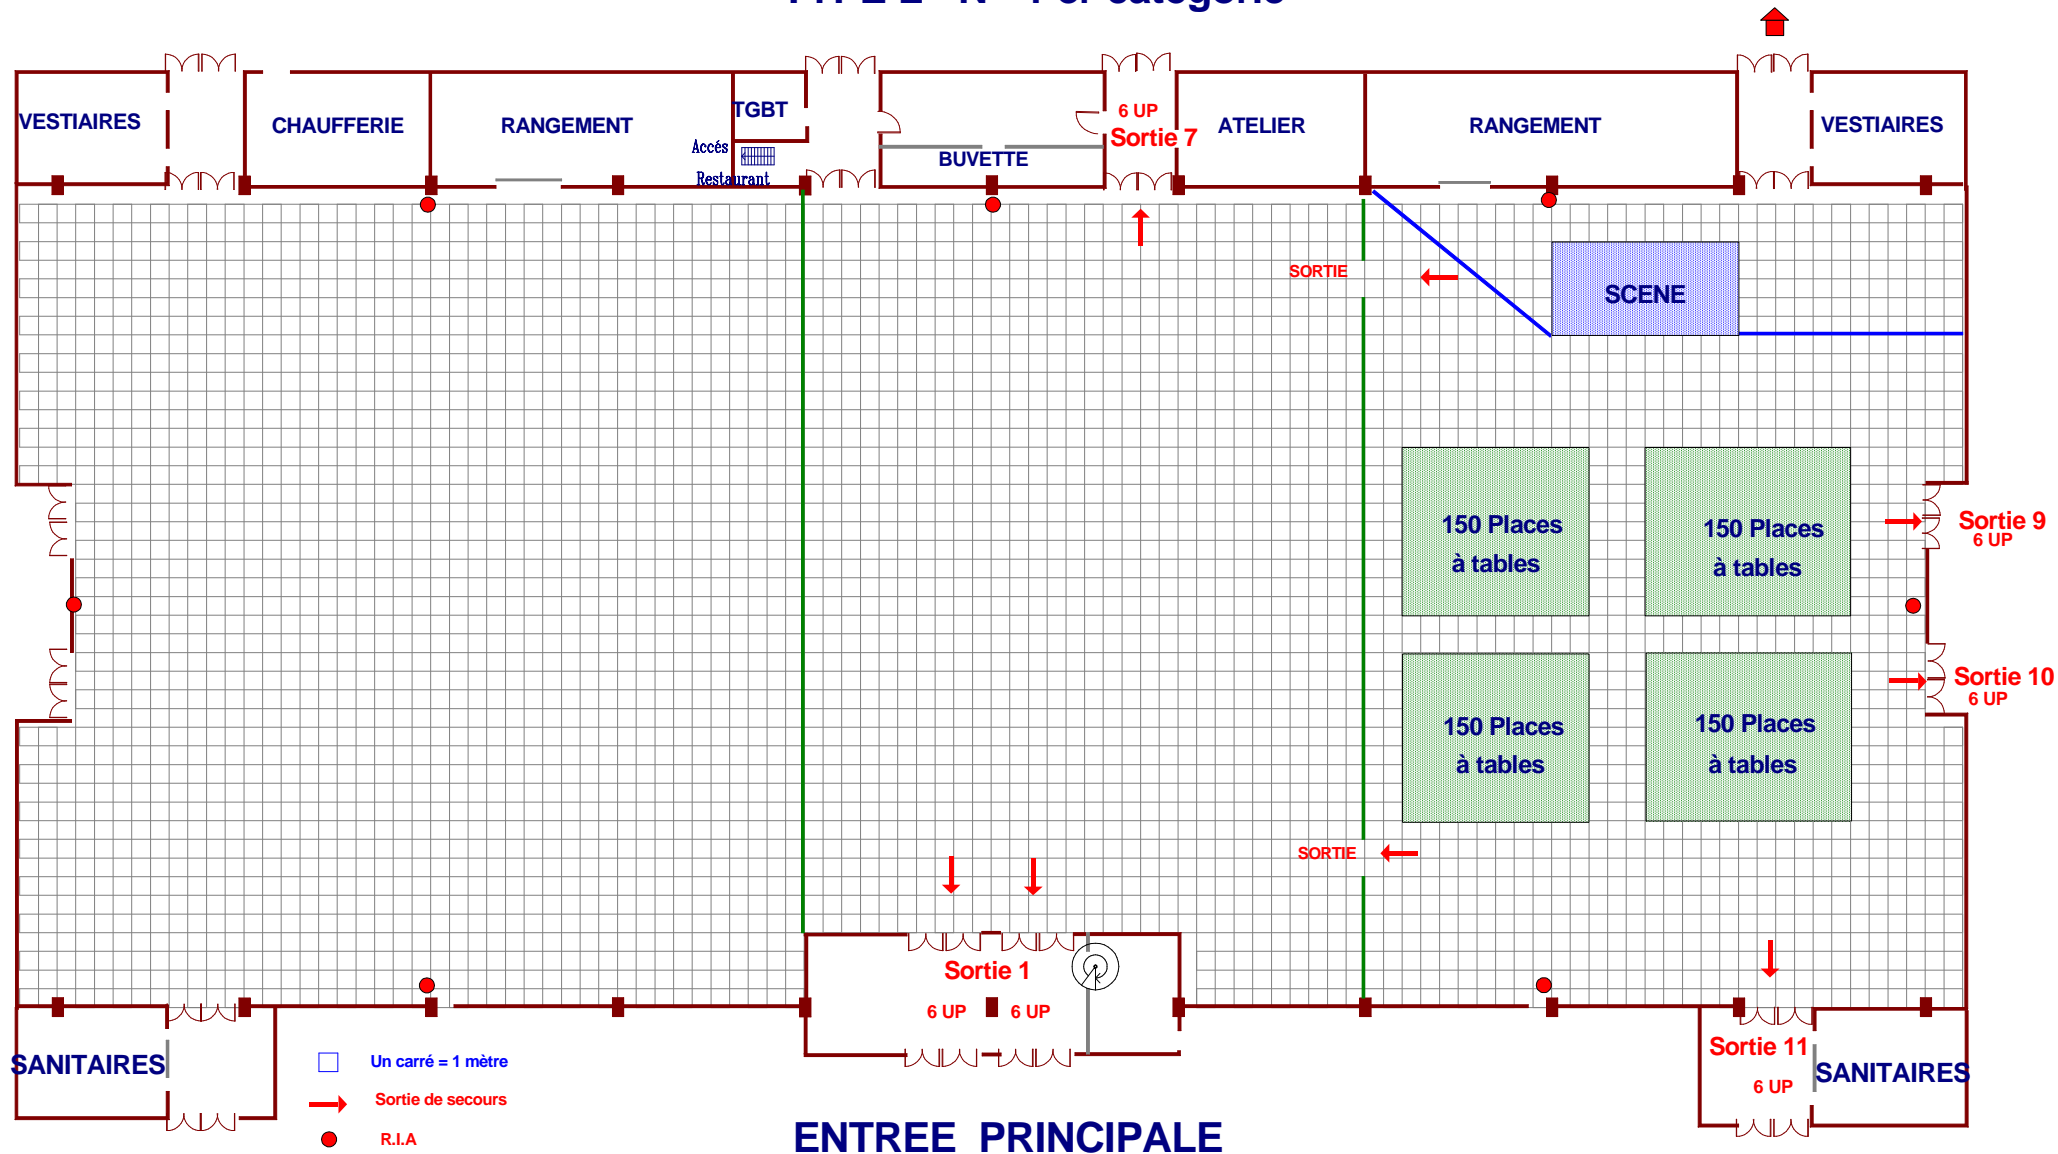 VESTIAIRES
CHAUFFERIE
RANGEMENT
TGBT
Accés
Restaurant
BUVETTE
6 UP
Sortie 7
ATELIER
RANGEMENT
VESTIAIRES
SORTIE
SCENE
150 Places
à tables
150 Places
à tables
Sortie 9
6 UP
150 Places
à tables
150 Places
à tables
Sortie 10
6 UP
SORTIE
Sortie 1
6 UP
6 UP
Sortie 11
6 UP
SANITAIRES
SANITAIRES
Un carré = 1 mètre
Sortie de secours
R.I.A
ENTREE PRINCIPALE